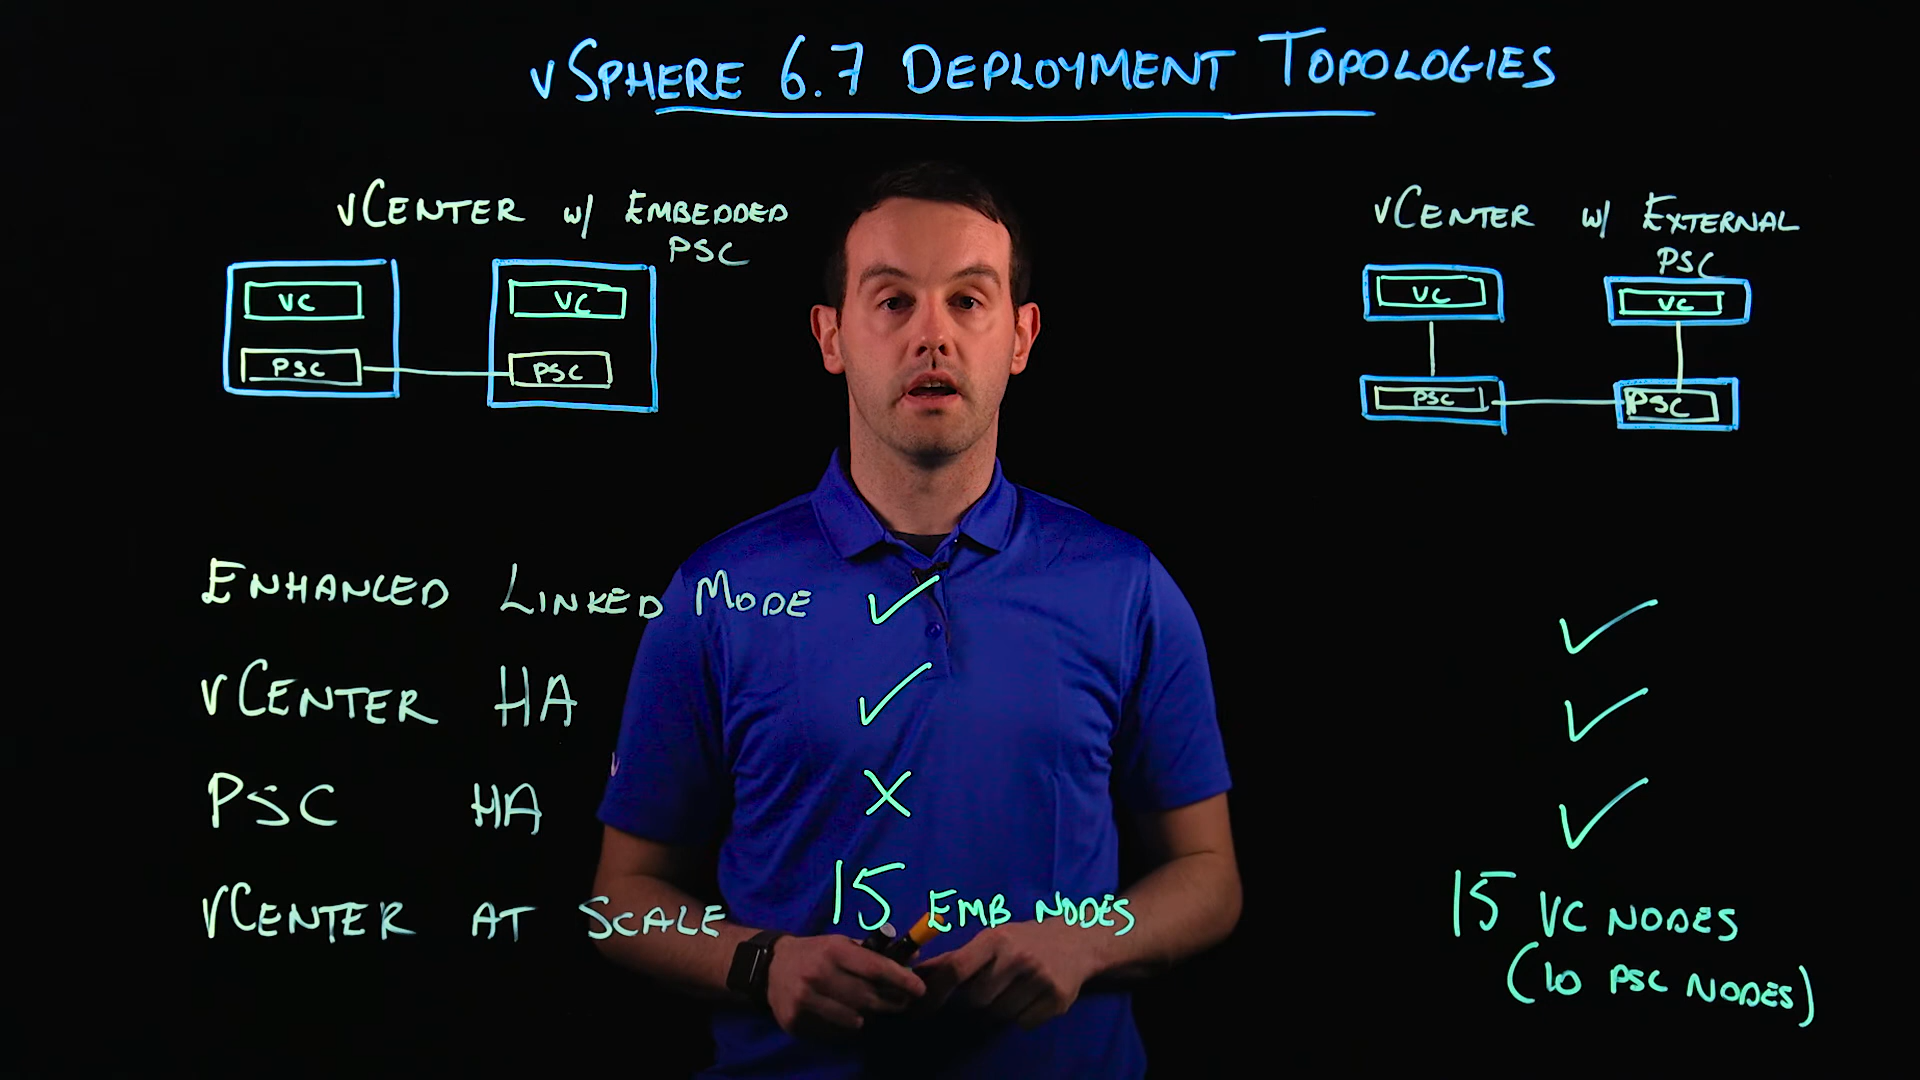 vSPHERE 6.7 DEPLOYMENT TOPOLOGIES
vCENTER w/ EMBEDDED
PSC
VC
PSC
VC
PSC
vCENTER w/ EXTERNAL
PSC
VC
VC
PSC
PSC
ENHANCED LINKED MODE ✓ ✓
vCENTER HA ✓ ✓
PSC HA X ✓
vCENTER AT SCALE 15 EMB NODES 15 VC NODES
(10 PSC NODES)